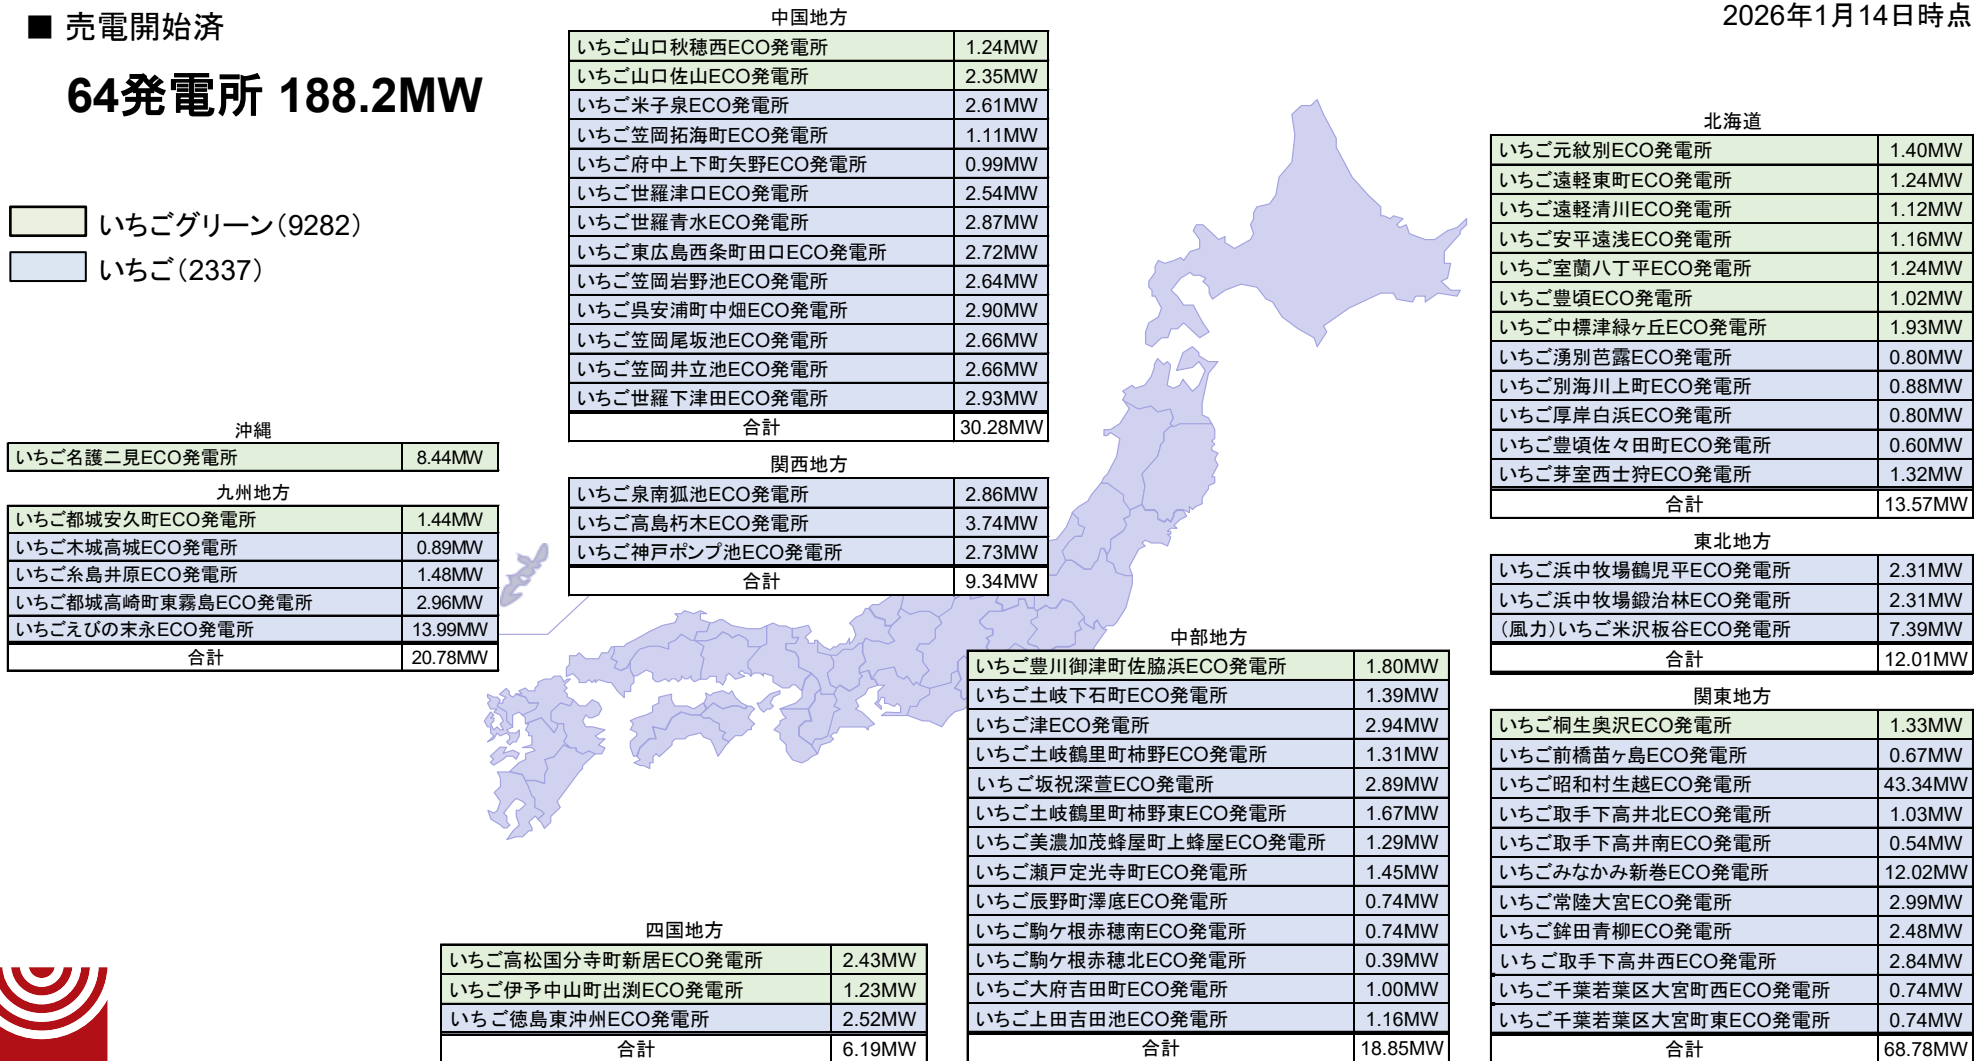 ■ 売電開始済
64発電所 188.2MW
2026年1月14日時点
いちごグリーン(9282)
いちご(2337)
沖縄
いちご名護二見ECO発電所 8.44MW
九州地方
いちご都城安久町ECO発電所 1.44MW
いちご木城高城ECO発電所 0.89MW
いちご糸島井原ECO発電所 1.48MW
いちご都城高崎町東霧島ECO発電所 2.96MW
いちごえびの末永ECO発電所 13.99MW
合計 20.78MW
中国地方
いちご山口秋穂西ECO発電所 1.24MW
いちご山口佐山ECO発電所 2.35MW
いちご米子泉ECO発電所 2.61MW
いちご笠岡拓海町ECO発電所 1.11MW
いちご府中上下町矢野ECO発電所 0.99MW
いちご世羅津口ECO発電所 2.54MW
いちご世羅青水ECO発電所 2.87MW
いちご東広島西条町田口ECO発電所 2.72MW
いちご笠岡岩野池ECO発電所 2.64MW
いちご呉安浦町中畑ECO発電所 2.90MW
いちご笠岡尾坂池ECO発電所 2.66MW
いちご笠岡井立池ECO発電所 2.66MW
いちご世羅下津田ECO発電所 2.93MW
合計 30.28MW
関西地方
いちご泉南狐池ECO発電所 2.86MW
いちご高島朽木ECO発電所 3.74MW
いちご神戸ポンプ池ECO発電所 2.73MW
合計 9.34MW
四国地方
いちご高松国分寺町新居ECO発電所 2.43MW
いちご伊予中山町出渕ECO発電所 1.23MW
いちご徳島東沖州ECO発電所 2.52MW
合計 6.19MW
中部地方
いちご豊川御津町佐脇浜ECO発電所 1.80MW
いちご土岐下石町ECO発電所 1.39MW
いちご津ECO発電所 2.94MW
いちご土岐鶴里町柿野ECO発電所 1.31MW
いちご坂祝深萱ECO発電所 2.89MW
いちご土岐鶴里町柿野東ECO発電所 1.67MW
いちご美濃加茂蜂屋町上蜂屋ECO発電所 1.29MW
いちご瀬戸定光寺町ECO発電所 1.45MW
いちご辰野町澤底ECO発電所 0.74MW
いちご駒ケ根赤穂南ECO発電所 0.74MW
いちご駒ケ根赤穂北ECO発電所 0.39MW
いちご大府吉田町ECO発電所 1.00MW
いちご上田吉田池ECO発電所 1.16MW
合計 18.85MW
北海道
いちご元紋別ECO発電所 1.40MW
いちご遠軽東町ECO発電所 1.24MW
いちご遠軽清川ECO発電所 1.12MW
いちご安平遠浅ECO発電所 1.16MW
いちご室蘭八丁平ECO発電所 1.24MW
いちご豊頃ECO発電所 1.02MW
いちご中標津緑ヶ丘ECO発電所 1.93MW
いちご湧別芭露ECO発電所 0.80MW
いちご別海川上町ECO発電所 0.88MW
いちご厚岸白浜ECO発電所 0.80MW
いちご豊頃佐々田町ECO発電所 0.60MW
いちご芽室西士狩ECO発電所 1.32MW
合計 13.57MW
東北地方
いちご浜中牧場鶴児平ECO発電所 2.31MW
いちご浜中牧場鍛治林ECO発電所 2.31MW
(風力)いちご米沢板谷ECO発電所 7.39MW
合計 12.01MW
関東地方
いちご桐生奥沢ECO発電所 1.33MW
いちご前橋苗ヶ島ECO発電所 0.67MW
いちご昭和村生越ECO発電所 43.34MW
いちご取手下高井北ECO発電所 1.03MW
いちご取手下高井南ECO発電所 0.54MW
いちごみなかみ新巻ECO発電所 12.02MW
いちご常陸大宮ECO発電所 2.99MW
いちご鉾田青柳ECO発電所 2.48MW
いちご取手下高井西ECO発電所 2.84MW
いちご千葉若葉区大宮町西ECO発電所 0.74MW
いちご千葉若葉区大宮町東ECO発電所 0.74MW
合計 68.78MW